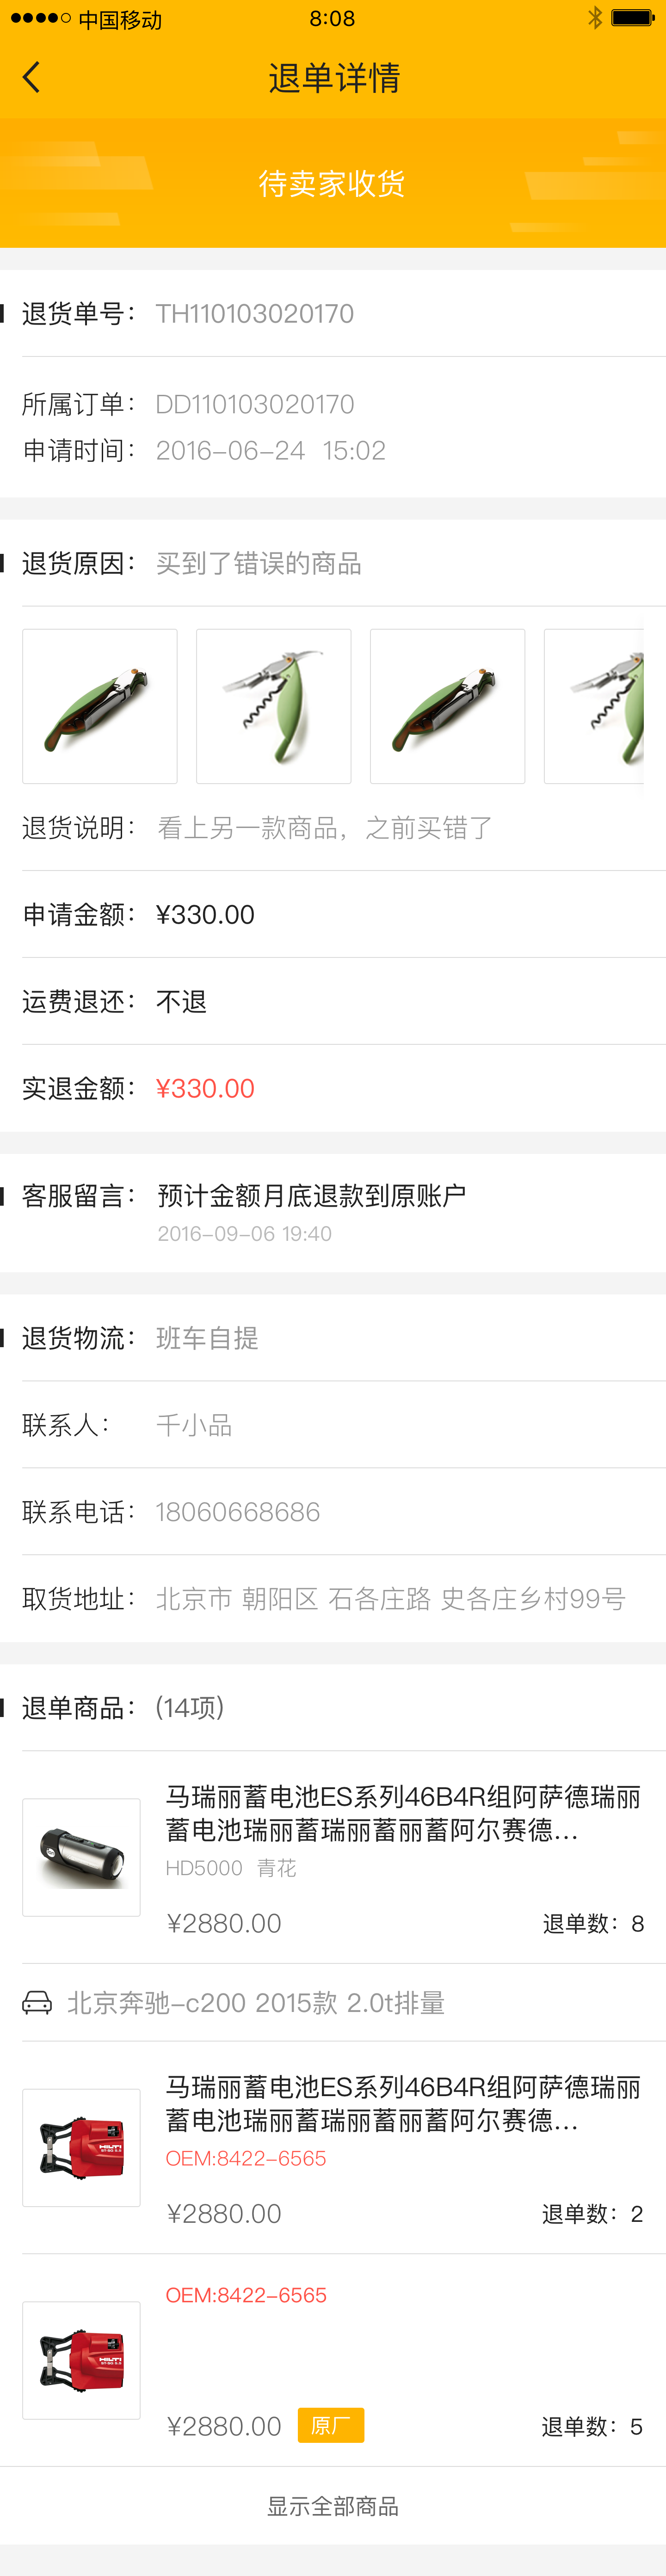 中国移动 8:08
退单详情
待卖家收货
退货单号： TH110103020170
所属订单： DD110103020170
申请时间： 2016-06-24 15:02
退货原因： 买到了错误的商品
退货说明： 看上另一款商品，之前买错了
申请金额： ¥330.00
运费退还： 不退
实退金额： ¥330.00
客服留言： 预计金额月底退款到原账户
2016-09-06 19:40
退货物流： 班车自提
联系人： 千小品
联系电话： 18060668686
取货地址： 北京市 朝阳区 石各庄路 史各庄乡村99号
退单商品： (14项)
马瑞丽蓄电池ES系列46B4R组阿萨德瑞丽
蓄电池瑞丽蓄瑞丽蓄丽蓄阿尔赛德...
HD5000 青花
¥2880.00 退单数：8
北京奔驰-c200 2015款 2.0t排量
马瑞丽蓄电池ES系列46B4R组阿萨德瑞丽
蓄电池瑞丽蓄瑞丽蓄丽蓄阿尔赛德...
HILTI
OEM:8422-6565
¥2880.00 退单数：2
OEM:8422-6565
HILTI
¥2880.00 原厂 退单数：5
显示全部商品